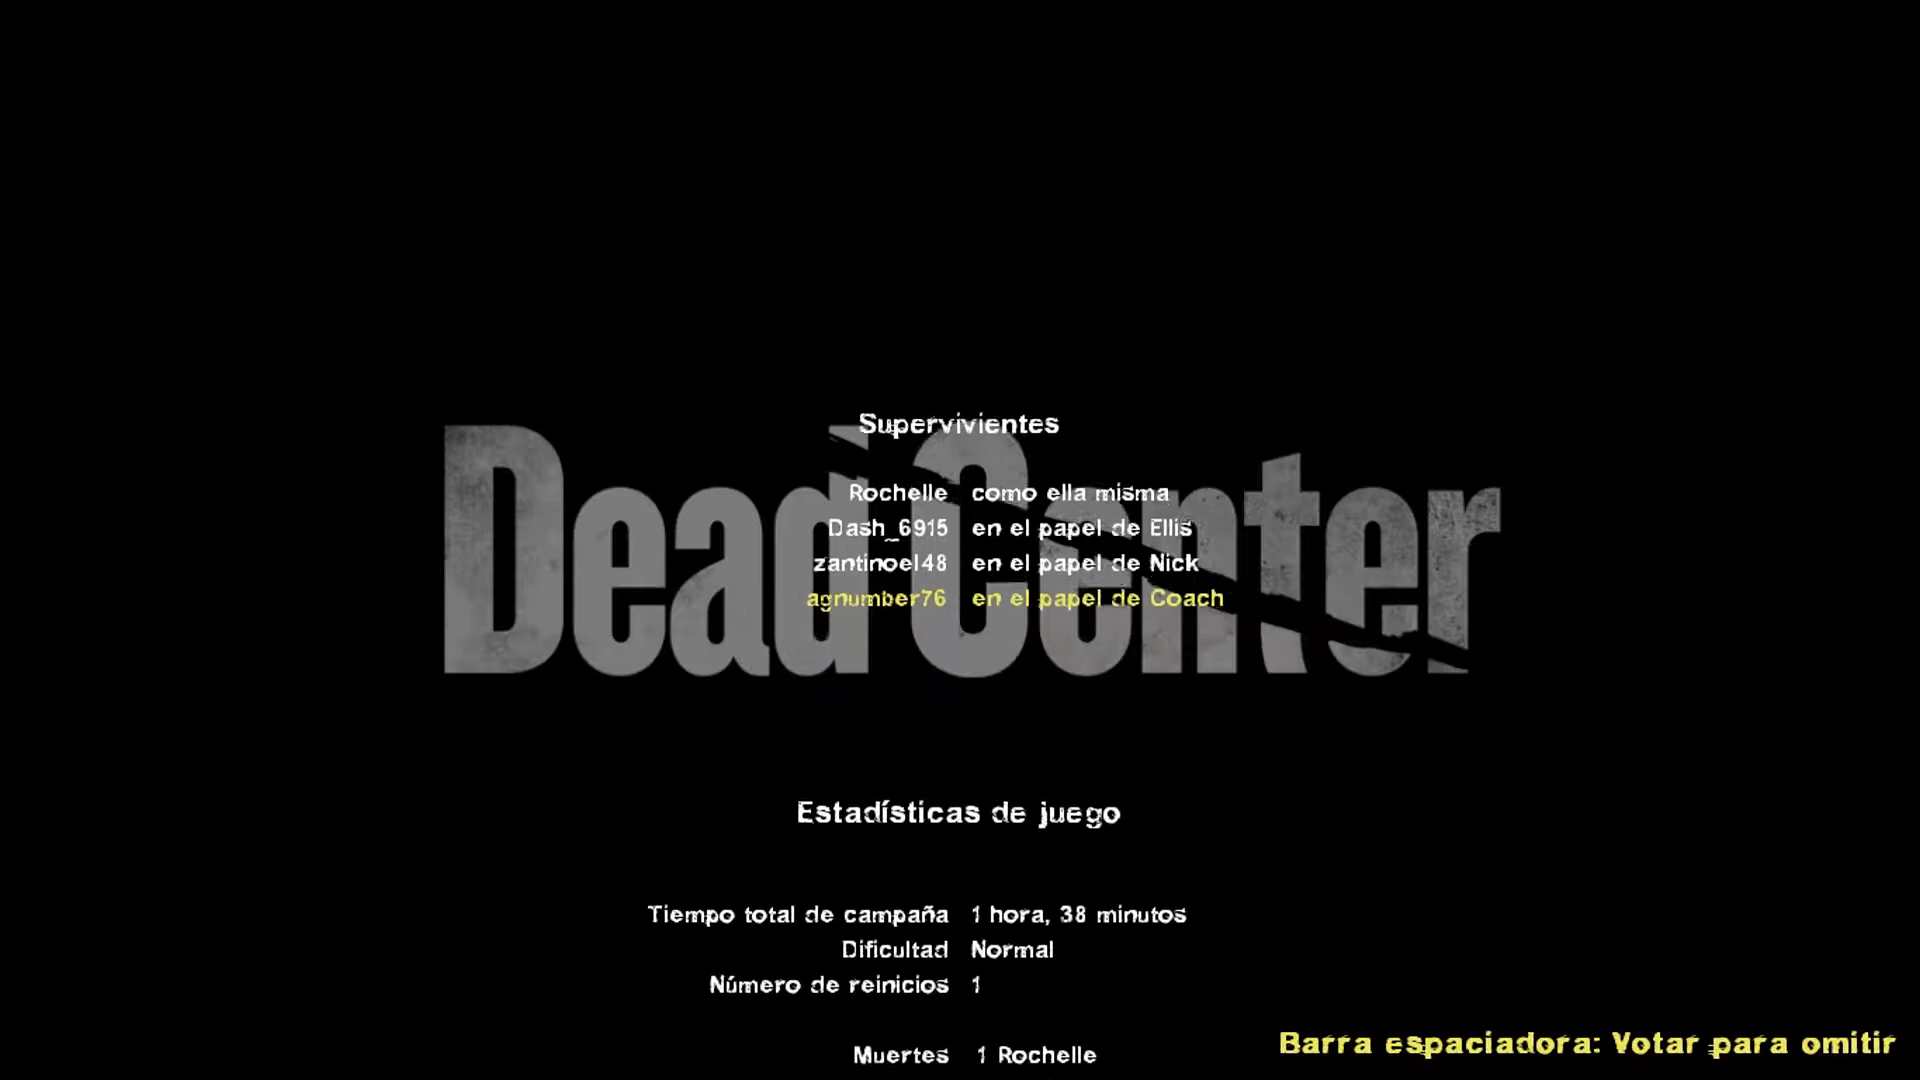 Dead Center
Supervivientes
Rochelle como ella misma
Dash_6915 en el papel de Ellis
zantinoel48 en el papel de Nick
agnumber76 en el papel de Coach
Estadísticas de juego
Tiempo total de campaña 1 hora, 38 minutos
Dificultad Normal
Número de reinicios 1
Muertes 1 Rochelle
Barra espaciadora: Votar para omitir